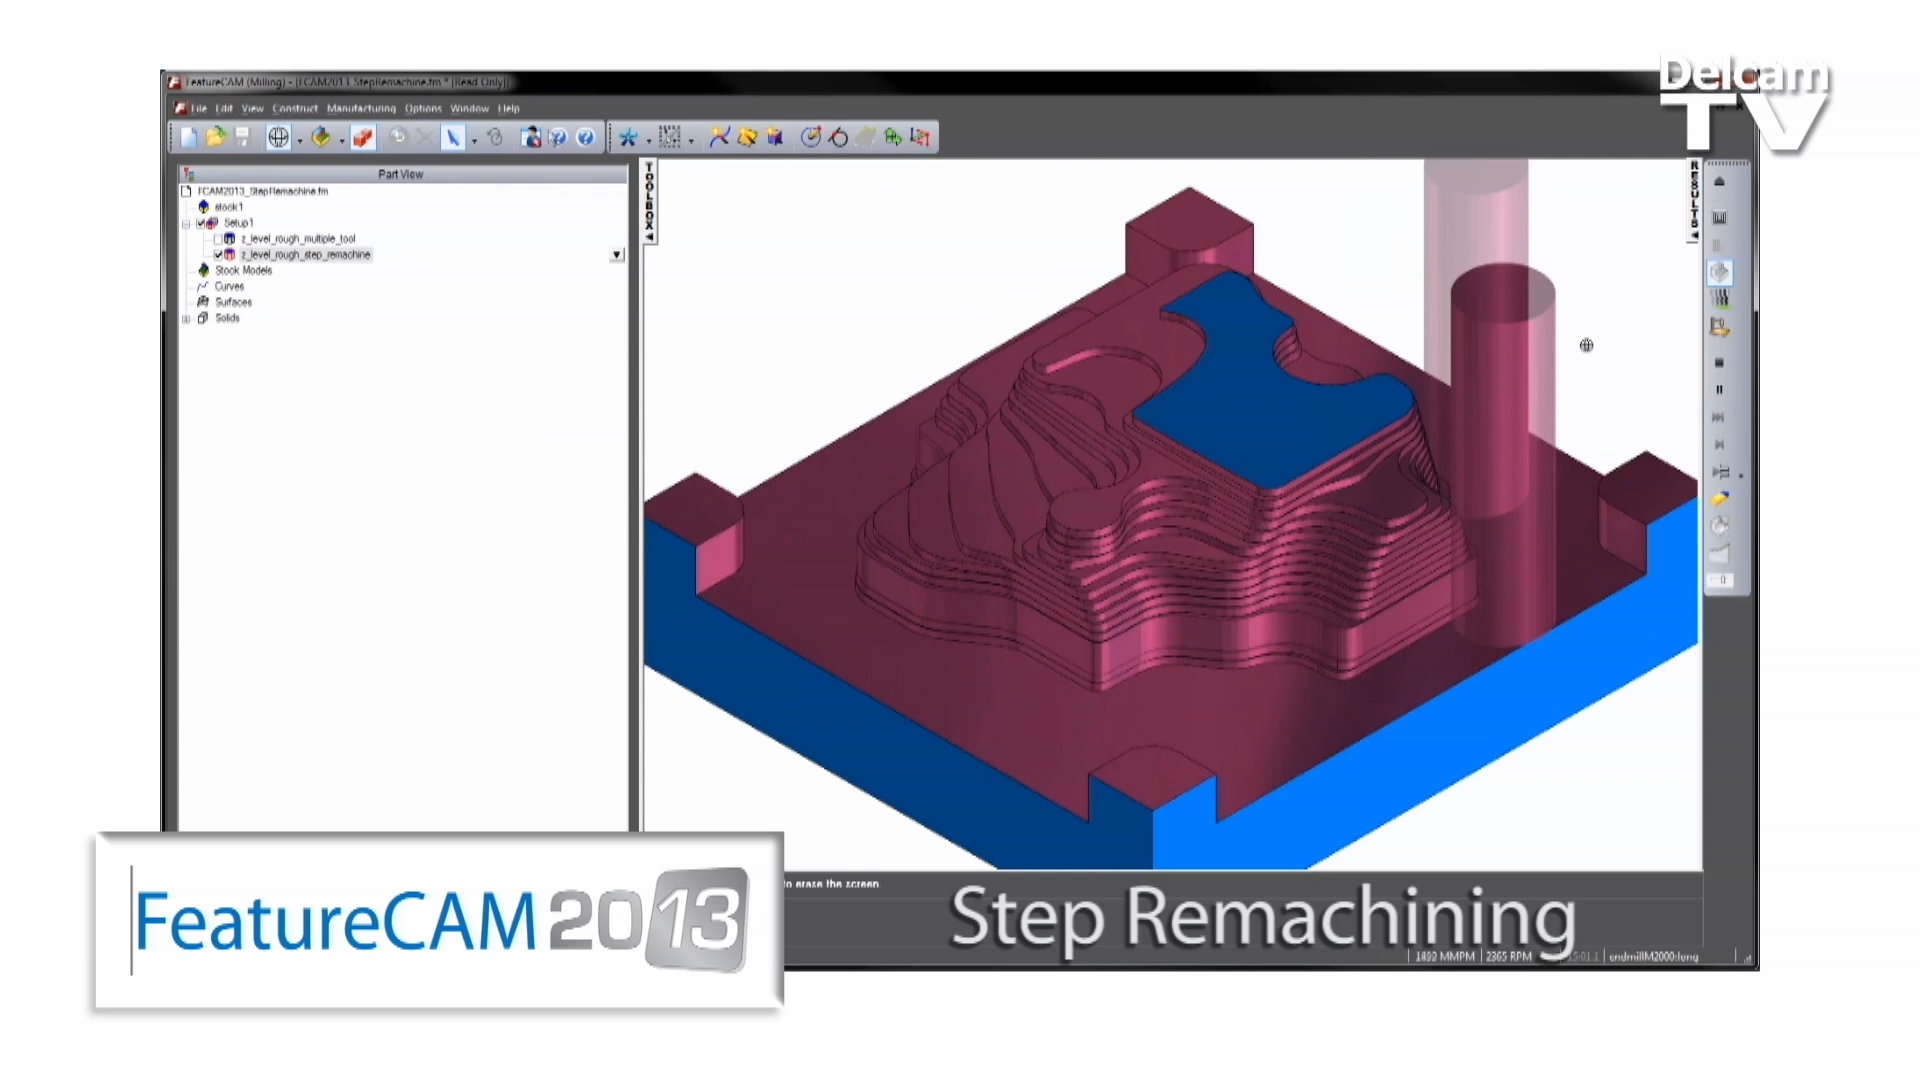 Delcam
TV
FeatureCAM (Milling) - [FCAM2013_StepRemachine.fm * (Read Only)]
File Edit View Construct Manufacturing Options Window Help
Part View
FCAM2013_StepRemachine.fm
stock1
Setup1
z_level_rough_multiple_tool
z_level_rough_step_remachine
Stock Models
Curves
Surfaces
Solids
TOOLBOX
RESULTS
to erase the screen
FeatureCAM 2013
Step Remachining
2365 RPM
endmillM2000:long